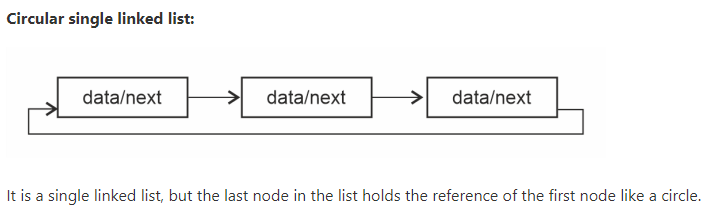 Circular single linked list:
data/next data/next data/next
It is a single linked list, but the last node in the list holds the reference of the first node like a circle.